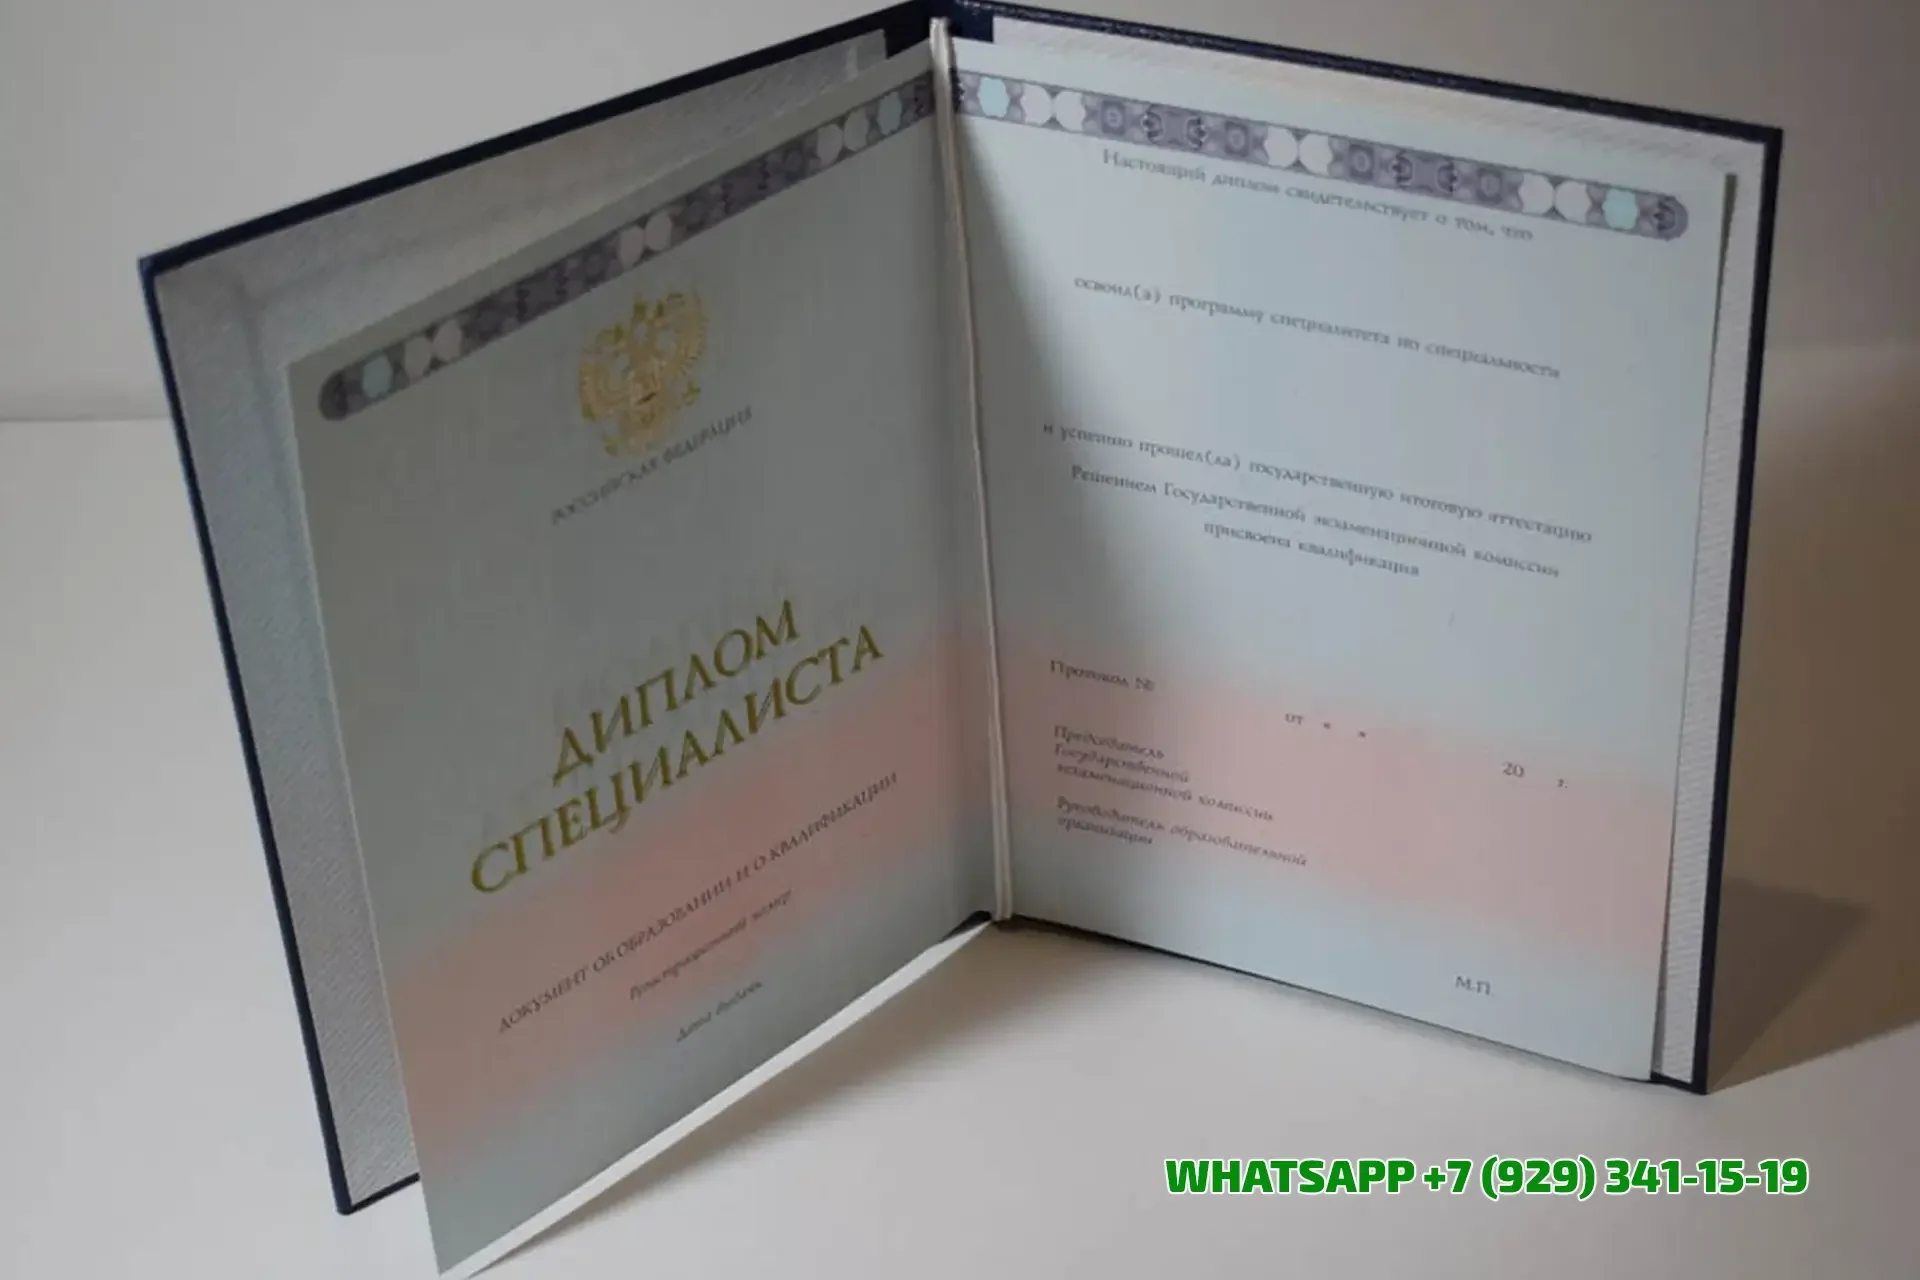 РОССИЙСКАЯ ФЕДЕРАЦИЯ
ДИПЛОМ
СПЕЦИАЛИСТА
ДОКУМЕНТ ОБ ОБРАЗОВАНИИ И О КВАЛИФИКАЦИИ
Регистрационный номер
Дата выдачи
Настоящий диплом свидетельствует о том, что
освоил(а) программу специалитета по специальности
и успешно прошел(ла) государственную итоговую аттестацию
Решением Государственной экзаменационной комиссии
присвоена квалификация
Протокол №
от « »
20 г.
Председатель
Государственной
экзаменационной комиссии
Руководитель образовательной
организации
М.П.
WHATSAPP +7 (929) 341-15-19